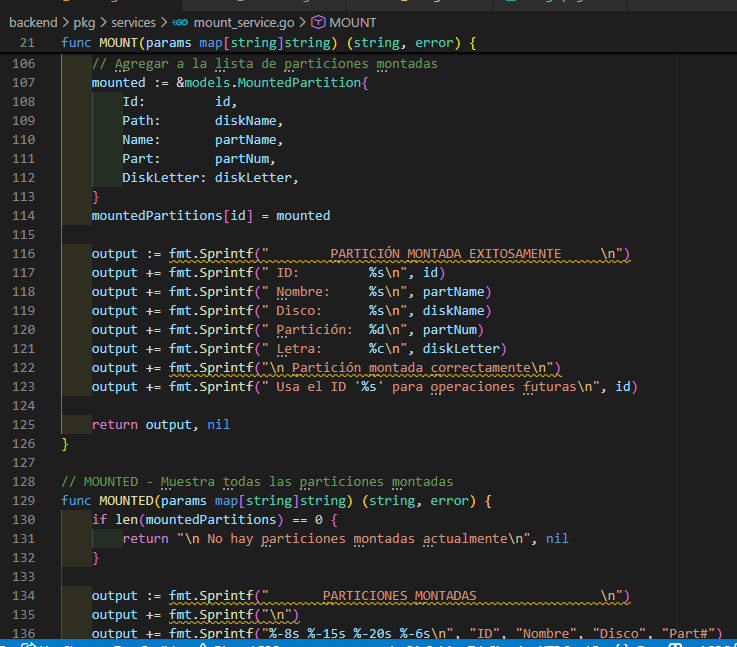 backend > pkg > services > mount_service.go > MOUNT
21 func MOUNT(params map[string]string) (string, error) {
106 // Agregar a la lista de particiones montadas
107 mounted := &models.MountedPartition{
108 Id: id,
109 Path: diskName,
110 Name: partName,
111 Part: partNum,
112 DiskLetter: diskLetter,
113 }
114 mountedPartitions[id] = mounted
115
116 output := fmt.Sprintf("        PARTICIÓN MONTADA EXITOSAMENTE     \n")
117 output += fmt.Sprintf(" ID:         %s\n", id)
118 output += fmt.Sprintf(" Nombre:     %s\n", partName)
119 output += fmt.Sprintf(" Disco:      %s\n", diskName)
120 output += fmt.Sprintf(" Partición:  %d\n", partNum)
121 output += fmt.Sprintf(" Letra:      %c\n", diskLetter)
122 output += fmt.Sprintf("\n Partición montada correctamente\n")
123 output += fmt.Sprintf(" Usa el ID '%s' para operaciones futuras\n", id)
124
125 return output, nil
126 }
127
128 // MOUNTED - Muestra todas las particiones montadas
129 func MOUNTED(params map[string]string) (string, error) {
130 if len(mountedPartitions) == 0 {
131 return "\n No hay particiones montadas actualmente\n", nil
132 }
133
134 output := fmt.Sprintf("       PARTICIONES MONTADAS                \n")
135 output += fmt.Sprintf("\n")
136 output += fmt.Sprintf("%-8s %-15s %-20s %-6s\n", "ID", "Nombre", "Disco", "Part#")